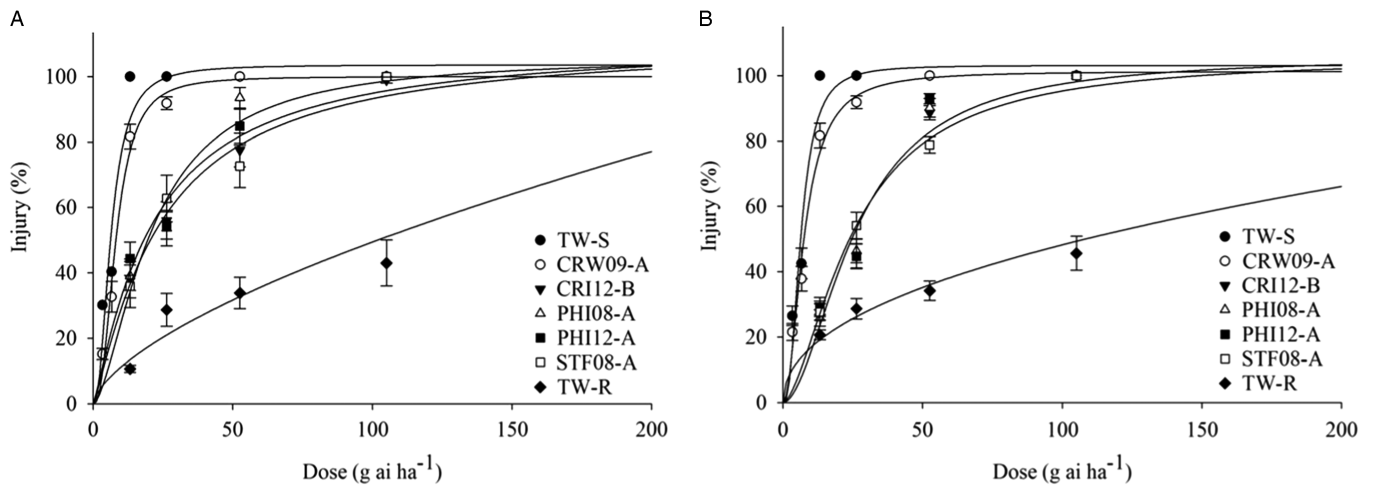 A
Injury (%)
100
80
60
40
20
0
0 50 100 150 200
Dose (g ai ha⁻¹)
TW-S
CRW09-A
CRI12-B
PHI08-A
PHI12-A
STF08-A
TW-R
B
Injury (%)
100
80
60
40
20
0
0 50 100 150 200
Dose (g ai ha⁻¹)
TW-S
CRW09-A
CRI12-B
PHI08-A
PHI12-A
STF08-A
TW-R